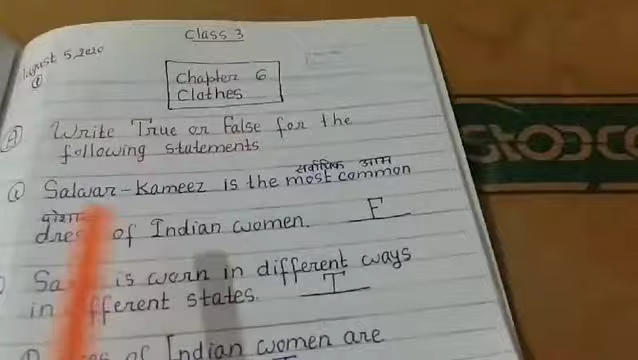 Class 3
August 5, 2020
Chapter 6
Clothes
(A) Write True or False for the
following statements
(a) Salwar-Kameez is the most common
सर्वाधिक आम
dress of Indian women. F
is worn in different ways
in different states. T
of Indian women are